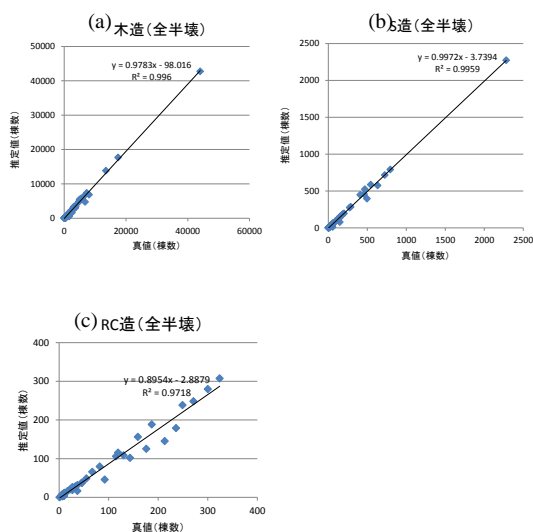 (a) 木造(全半壊)
50000
40000
30000
20000
10000
0
推定値(棟数)
y = 0.9783x - 98.016
R² = 0.996
0 20000 40000 60000
真値(棟数)
(b) S造(全半壊)
2500
2000
1500
1000
500
0
推定値(棟数)
y = 0.9972x - 3.7394
R² = 0.9959
0 500 1000 1500 2000 2500
真値(棟数)
(c) RC造(全半壊)
400
300
200
100
0
推定値(棟数)
y = 0.8954x - 2.8879
R² = 0.9718
0 100 200 300 400
真値(棟数)